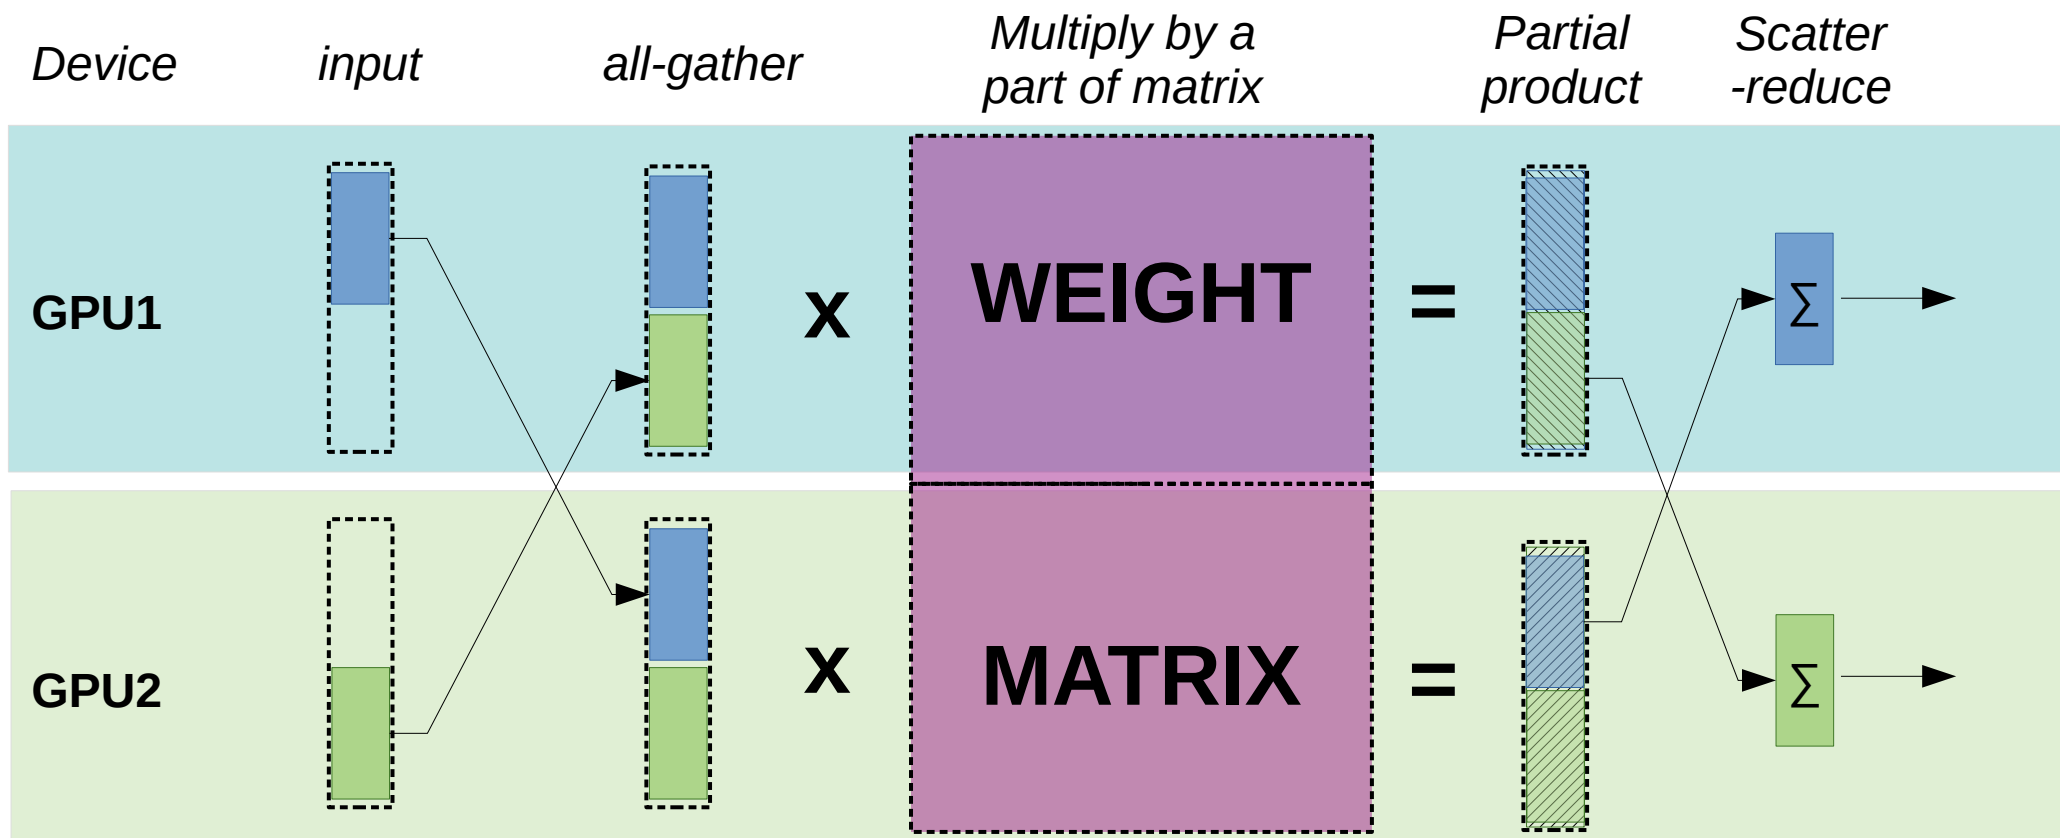 Device
input
all-gather
Multiply by a
part of matrix
Partial
product
Scatter
-reduce
GPU1
x
WEIGHT
=
∑
GPU2
x
MATRIX
=
∑